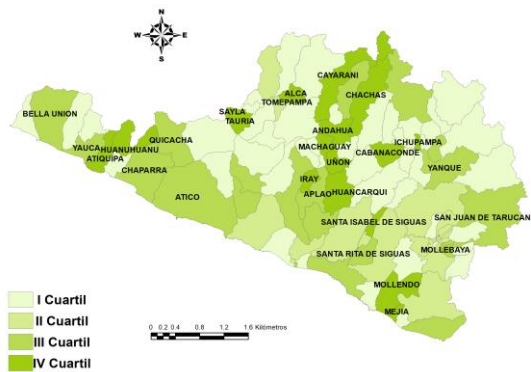 N
W E
S
CAYARANI
ALCA
CHACHAS
TOMEPAMPA
BELLA UNION
SAYLA
TAURIA
ANDAHUA
QUICACHA
ICHUPAMPA
MACHAGUAY
YAUCA HUANUHUANU
CABANACONDE
ATIQUIPA
UÑON
YANQUE
CHAPARRA
IRAY
ATICO
APLAO HUANCARQUI
SAN JUAN DE TARUCAN
SANTA ISABEL DE SIGUAS
MOLLEBAYA
SANTA RITA DE SIGUAS
MOLLENDO
MEJIA
I Cuartil
II Cuartil
III Cuartil
IV Cuartil
0 0.2 0.4 0.8 1.2 1.6 Kilómetros